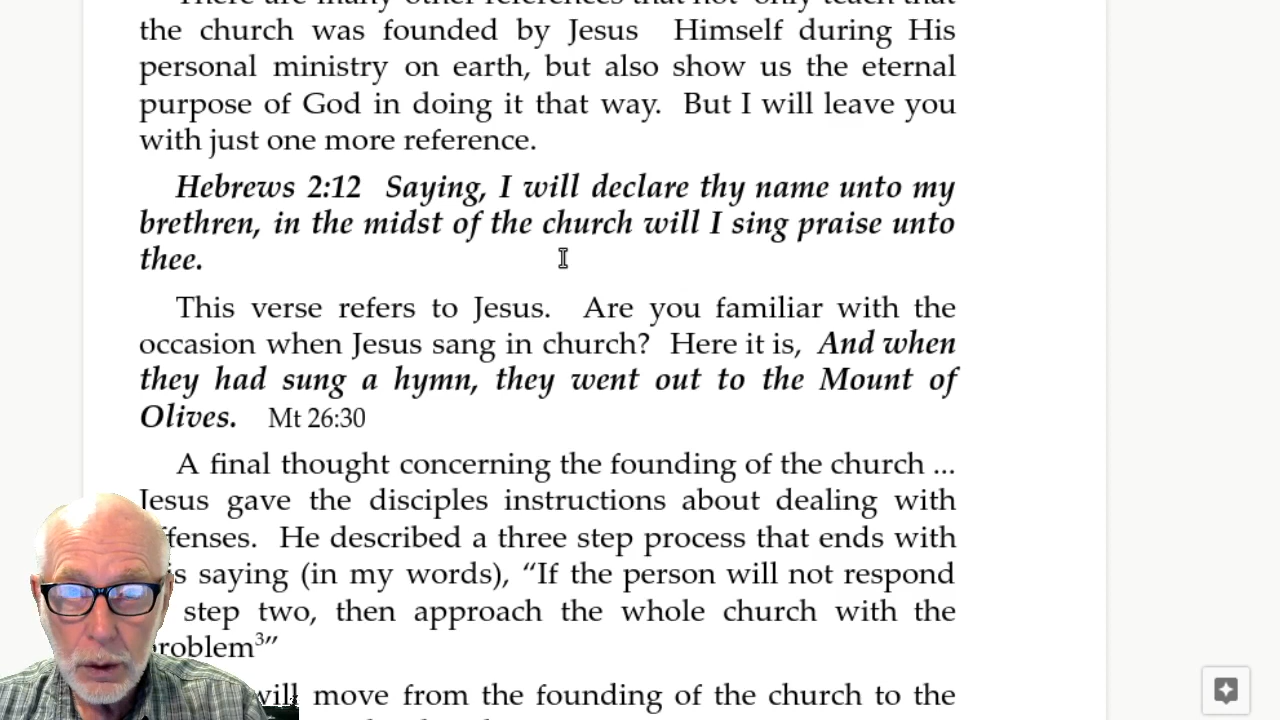 the church was founded by Jesus Himself during His
personal ministry on earth, but also show us the eternal
purpose of God in doing it that way. But I will leave you
with just one more reference.
Hebrews 2:12 Saying, I will declare thy name unto my
brethren, in the midst of the church will I sing praise unto
thee.
This verse refers to Jesus. Are you familiar with the
occasion when Jesus sang in church? Here it is, And when
they had sung a hymn, they went out to the Mount of
Olives. Mt 26:30
A final thought concerning the founding of the church ...
Jesus gave the disciples instructions about dealing with
ffenses. He described a three step process that ends with
s saying (in my words), “If the person will not respond
step two, then approach the whole church with the
roblem³”
will move from the founding of the church to the